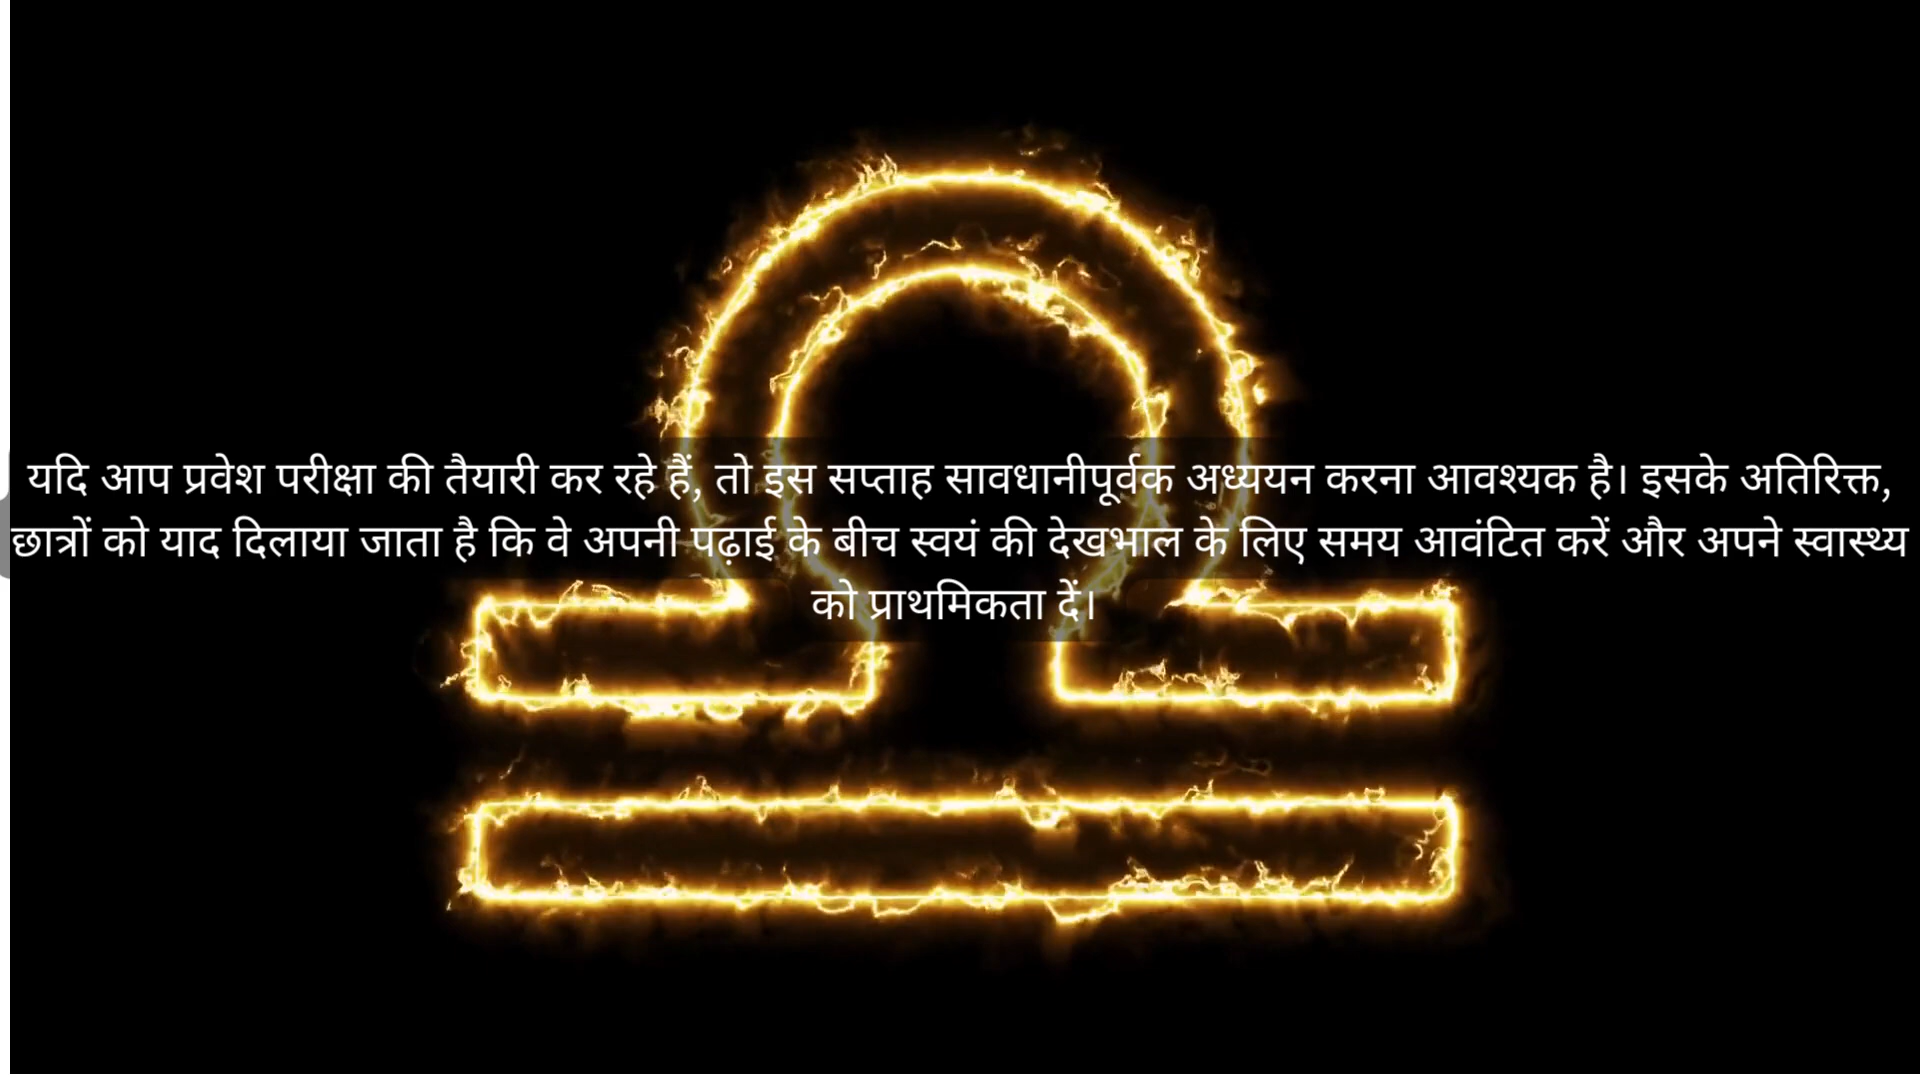 यदि आप प्रवेश परीक्षा की तैयारी कर रहे हैं, तो इस सप्ताह सावधानीपूर्वक अध्ययन करना आवश्यक है। इसके अतिरिक्त,
छात्रों को याद दिलाया जाता है कि वे अपनी पढ़ाई के बीच स्वयं की देखभाल के लिए समय आवंटित करें और अपने स्वास्थ्य
को प्राथमिकता दें।